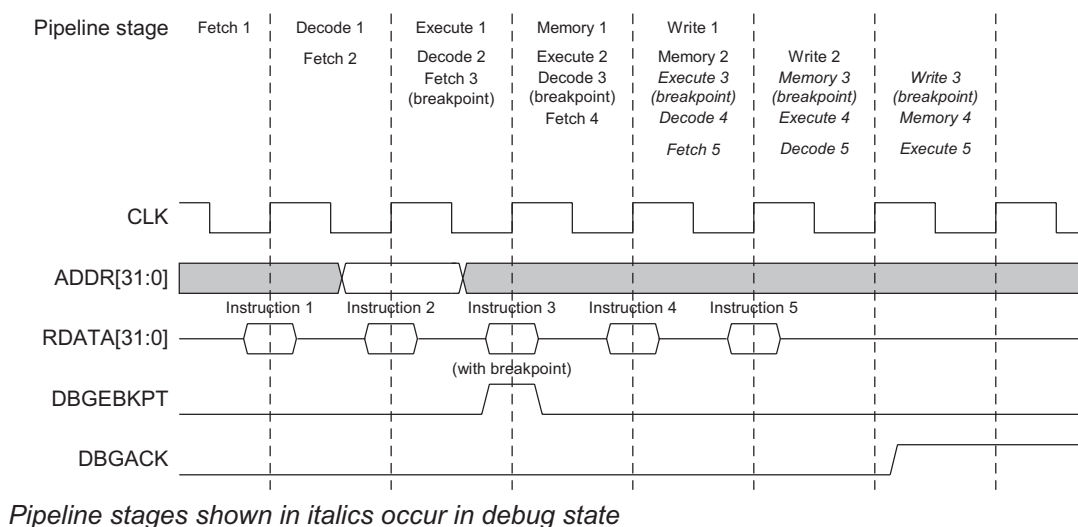 Pipeline stage Fetch 1 Decode 1 Execute 1 Memory 1 Write 1
Fetch 2 Decode 2 Execute 2 Memory 2 Write 2
Fetch 3 Decode 3 Execute 3 Memory 3 Write 3
(breakpoint) (breakpoint) (breakpoint) (breakpoint) (breakpoint)
Fetch 4 Decode 4 Execute 4 Memory 4
Fetch 5 Decode 5 Execute 5
CLK
ADDR[31:0]
Instruction 1 Instruction 2 Instruction 3 Instruction 4 Instruction 5
RDATA[31:0]
(with breakpoint)
DBGEBKPT
DBGACK
Pipeline stages shown in italics occur in debug state